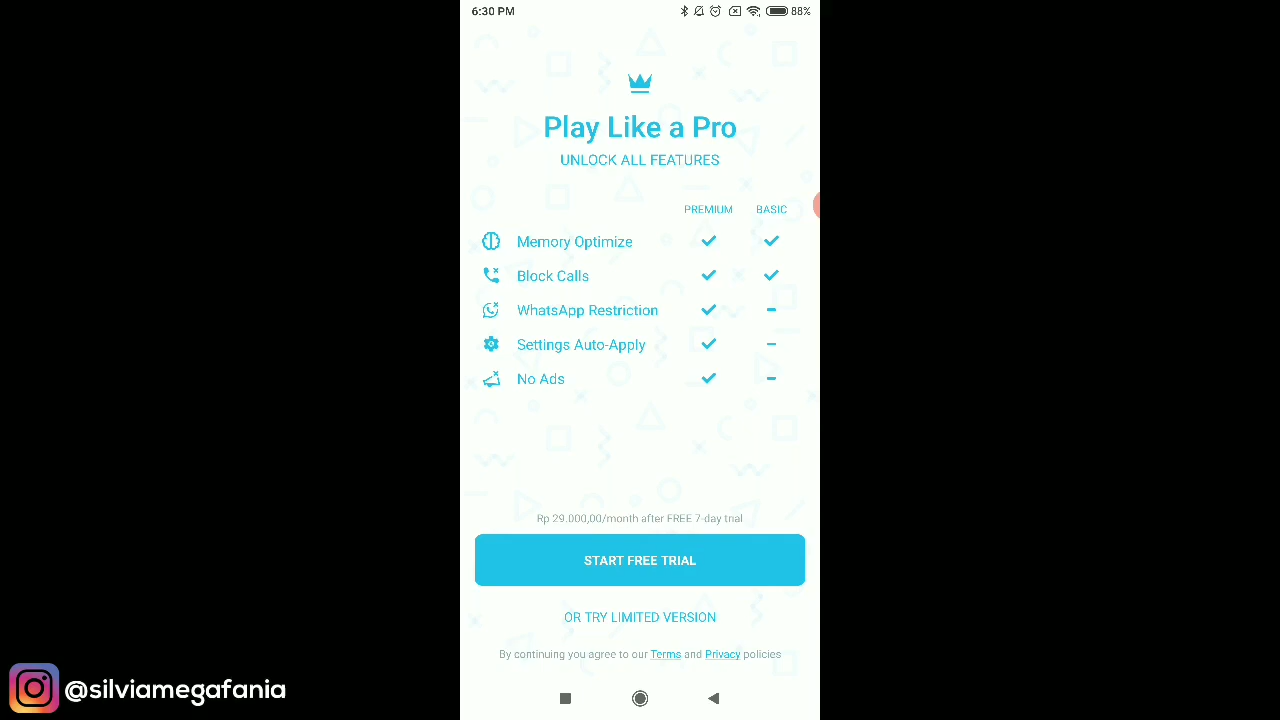 6:30 PM
88%
Play Like a Pro
UNLOCK ALL FEATURES
PREMIUM BASIC
Memory Optimize
Block Calls
WhatsApp Restriction
Settings Auto-Apply
No Ads
Rp 29.000,00/month after FREE 7-day trial
START FREE TRIAL
OR TRY LIMITED VERSION
By continuing you agree to our Terms and Privacy policies
@silviamegafania